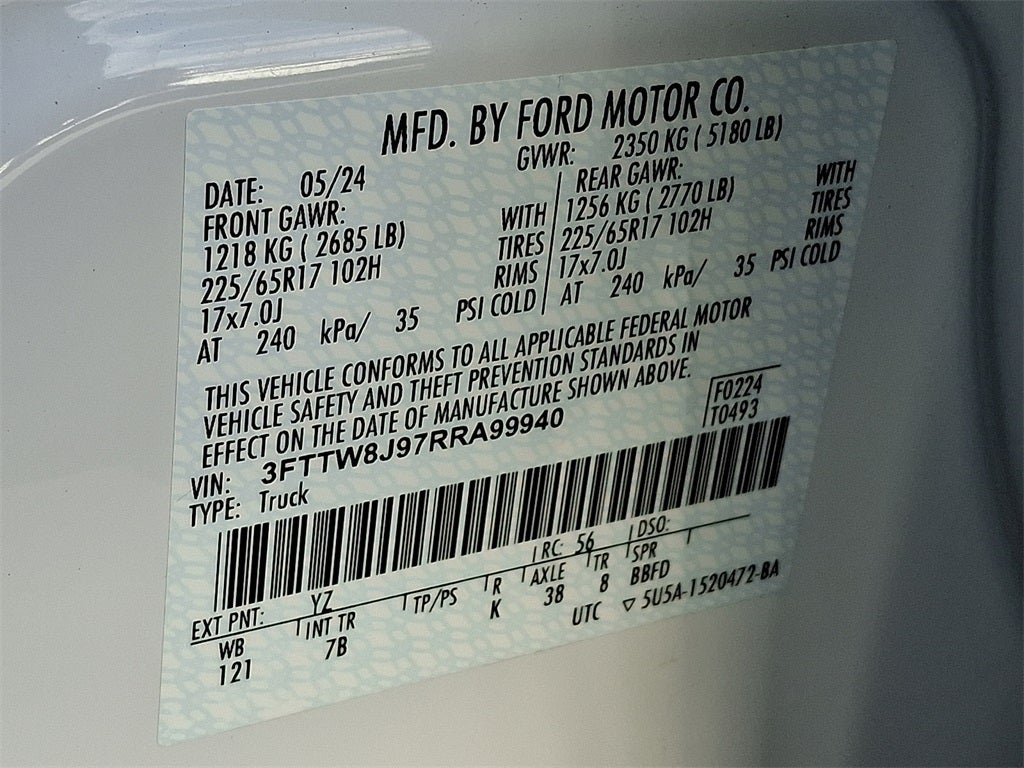 MFD. BY FORD MOTOR CO.
DATE: 05/24 GVWR: 2350 KG ( 5180 LB)
FRONT GAWR: REAR GAWR:
1218 KG ( 2685 LB) WITH 1256 KG ( 2770 LB) WITH
225/65R17 102H TIRES 225/65R17 102H TIRES
17x7.0J RIMS 17x7.0J RIMS
AT 240 kPa/ 35 PSI COLD AT 240 kPa/ 35 PSI COLD
THIS VEHICLE CONFORMS TO ALL APPLICABLE FEDERAL MOTOR
VEHICLE SAFETY AND THEFT PREVENTION STANDARDS IN
EFFECT ON THE DATE OF MANUFACTURE SHOWN ABOVE.
VIN: 3FTTW8J97RRA99940 F0224
TYPE: Truck T0493
EXT PNT: YZ RC: 56 DSO:
WB INT TR TP/PS R AXLE TR SPR
121 7B K 38 8 BBFD
UTC ▽ 5U5A-1520472-BA